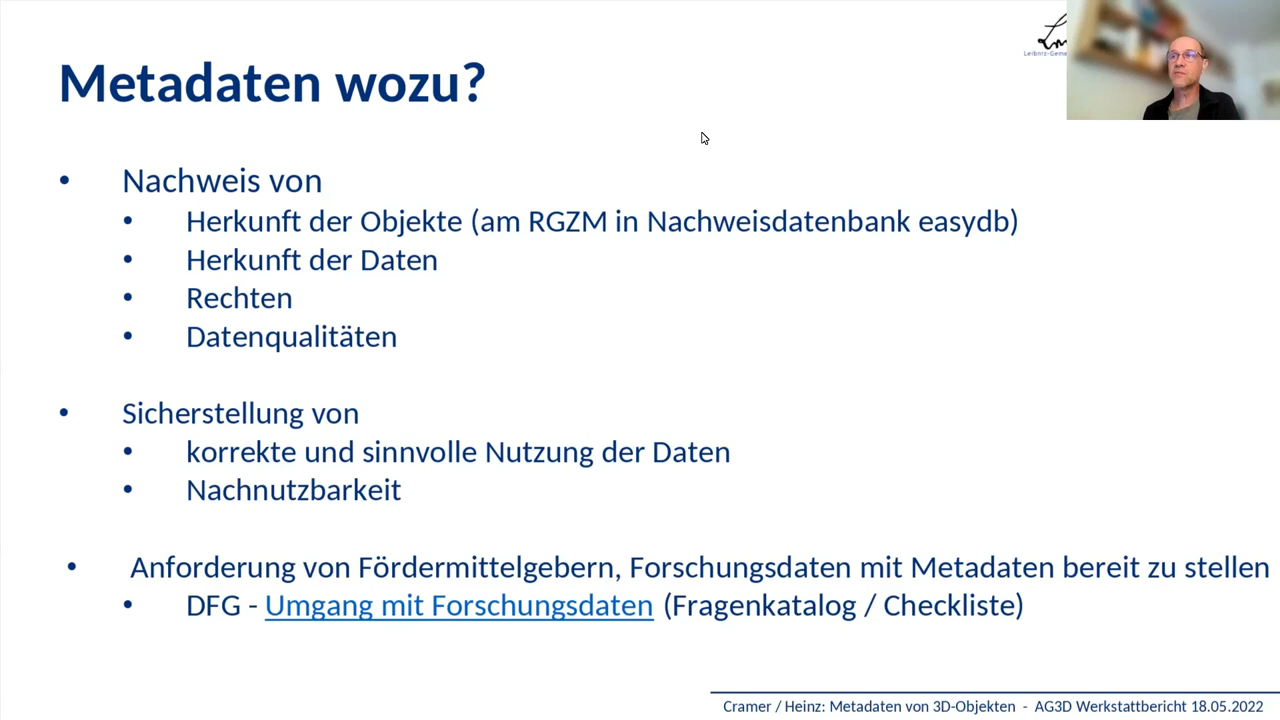 Metadaten wozu?
• Nachweis von
• Herkunft der Objekte (am RGZM in Nachweisdatenbank easydb)
• Herkunft der Daten
• Rechten
• Datenqualitäten
• Sicherstellung von
• korrekte und sinnvolle Nutzung der Daten
• Nachnutzbarkeit
• Anforderung von Fördermittelgebern, Forschungsdaten mit Metadaten bereit zu stellen
• DFG - Umgang mit Forschungsdaten (Fragenkatalog / Checkliste)
Cramer / Heinz: Metadaten von 3D-Objekten - AG3D Werkstattbericht 18.05.2022